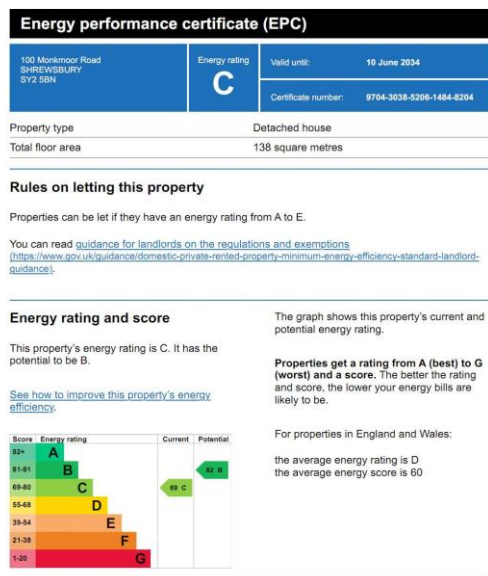 Energy performance certificate (EPC)
100 Monkmoor Road
SHREWSBURY
SY2 5BN
Energy rating
C
Valid until: 10 June 2034
Certificate number: 9704-3038-5206-1484-8204
Property type Detached house
Total floor area 138 square metres
Rules on letting this property
Properties can be let if they have an energy rating from A to E.
You can read guidance for landlords on the regulations and exemptions
(https://www.gov.uk/guidance/domestic-private-rented-property-minimum-energy-efficiency-standard-landlord-
guidance).
Energy rating and score
This property's energy rating is C. It has the
potential to be B.
See how to improve this property's energy
efficiency.
Score Energy rating Current Potential
92+ A
81-91 B 82 B
69-80 C 69 C
55-68 D
39-54 E
21-38 F
1-20 G
The graph shows this property's current and
potential energy rating.
Properties get a rating from A (best) to G
(worst) and a score. The better the rating
and score, the lower your energy bills are
likely to be.
For properties in England and Wales:
the average energy rating is D
the average energy score is 60